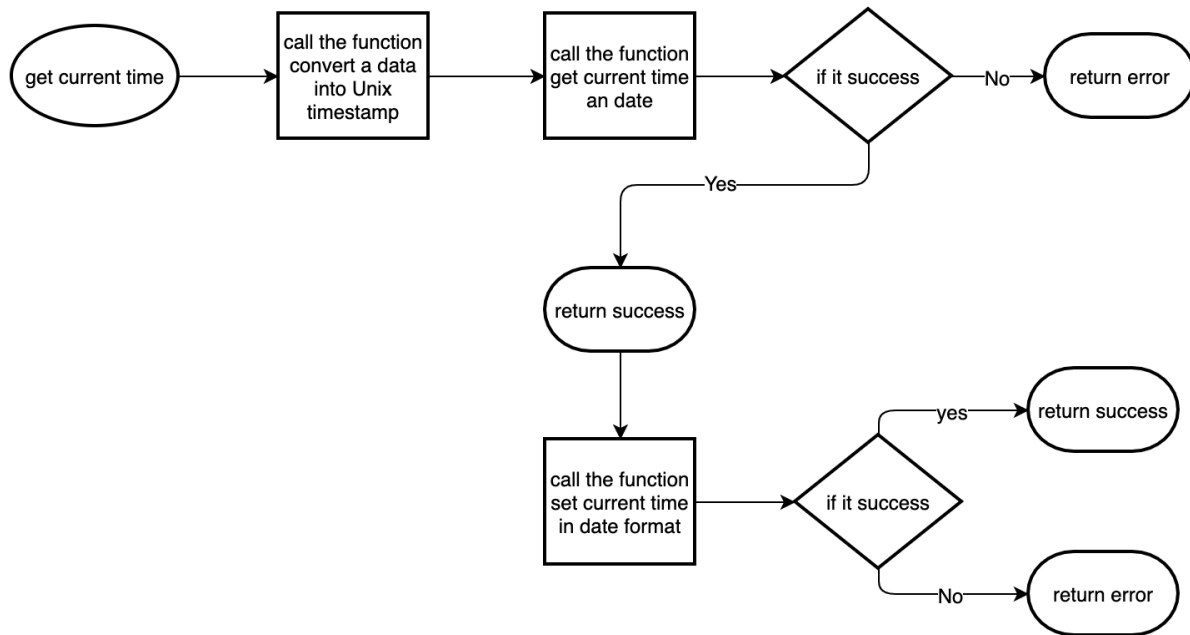 get current time
call the function
convert a data
into Unix
timestamp
call the function
get current time
an date
if it success
No
return error
Yes
return success
call the function
set current time
in date format
if it success
yes
return success
No
return error